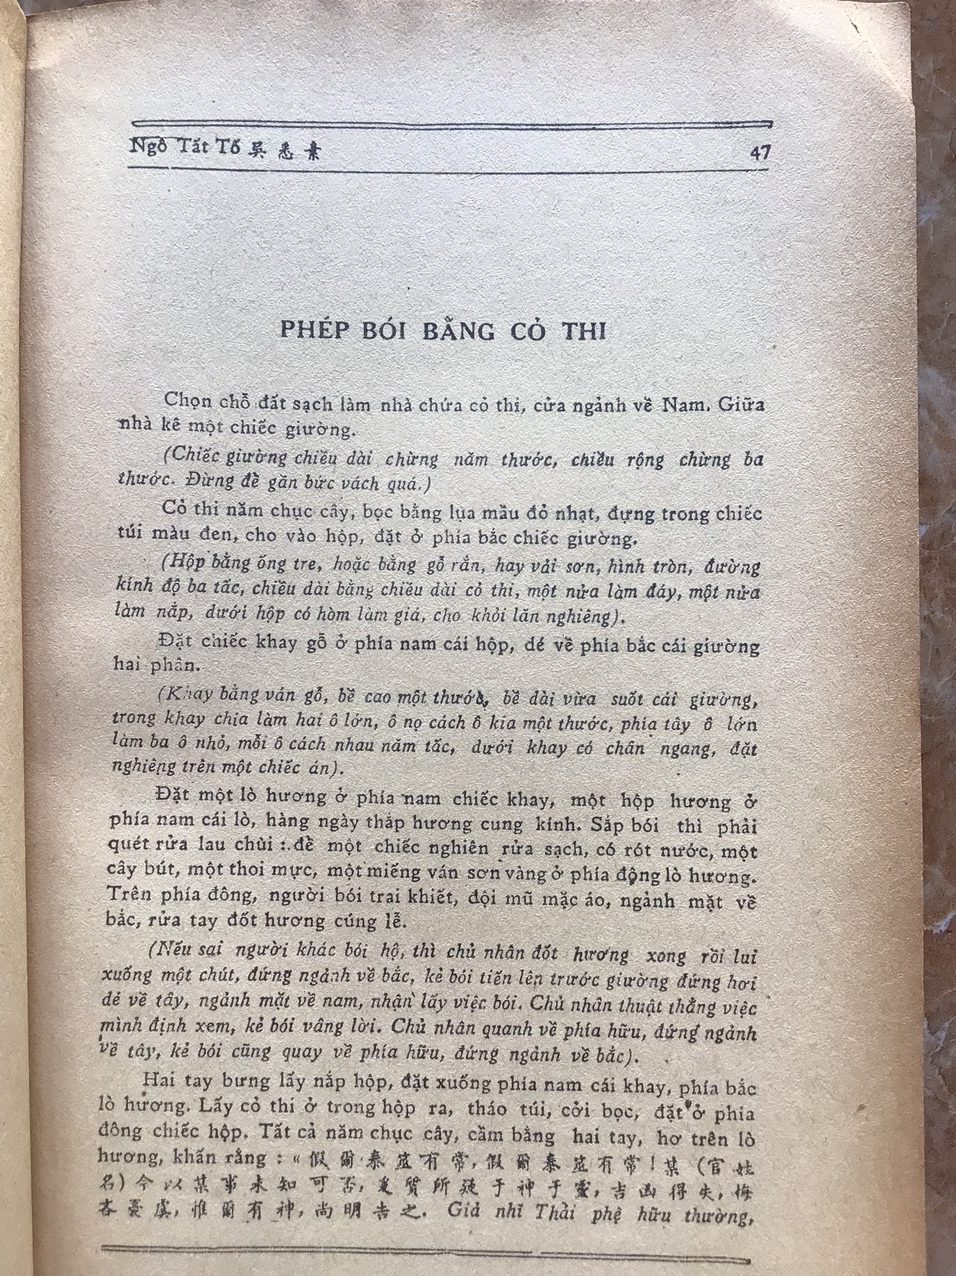 Ngô Tất Tố 吳悉素
47
PHÉP BÓI BẰNG CỎ THI
Chọn chỗ đất sạch làm nhà chứa cỏ thi, cửa ngảnh về Nam. Giữa
nhà kê một chiếc giường.
(Chiếc giường chiều dài chừng năm thước, chiều rộng chừng ba
thước. Đừng để gần bức vách quá.)
Cỏ thi năm chục cây, bọc bằng lụa mầu đỏ nhạt, đựng trong chiếc
túi màu đen, cho vào hộp, đặt ở phía bắc chiếc giường.
(Hộp bằng ống tre, hoặc bằng gỗ rắn, hay vải sơn, hình tròn, đường
kính độ ba tấc, chiều dài bằng chiều dài cỏ thi, một nửa làm đáy, một nửa
làm nắp, dưới hộp có hòm làm giá, cho khỏi lăn nghiêng).
Đặt chiếc khay gỗ ở phía nam cái hộp, dé về phía bắc cái giường
hai phân.
(Khay bằng ván gỗ, bề cao một thước, bề dài vừa suốt cái giường,
trong khay chia làm hai ô lớn, ô nọ cách ô kia một thước, phía tây ô lớn
làm ba ô nhỏ, mỗi ô cách nhau năm tấc, dưới khay có chân ngang, đặt
nghiêng trên một chiếc án).
Đặt một lò hương ở phía nam chiếc khay, một hộp hương ở
phía nam cái lò, hàng ngày thắp hương cung kính. Sắp bói thì phải
quét rửa lau chùi : để một chiếc nghiên rửa sạch, có rót nước, một
cây bút, một thoi mực, một miếng ván sơn vàng ở phía đông lò hương.
Trên phía đông, người bói trai khiết, đội mũ mặc áo, ngảnh mặt về
bắc, rửa tay đốt hương cúng lễ.
(Nếu sai người khác bói hộ, thì chủ nhân đốt hương xong rồi lui
xuống một chút, đứng ngảnh về bắc, kẻ bói tiến lên trước giường đứng hơi
dé về tây, ngảnh mặt về nam, nhận lấy việc bói. Chủ nhân thuật thẳng việc
mình định xem, kẻ bói vâng lời. Chủ nhân quanh về phía hữu, đứng ngảnh
về tây, kẻ bói cũng quay về phía hữu, đứng ngảnh về bắc).
Hai tay bưng lấy nắp hộp, đặt xuống phía nam cái khay, phía bắc
lò hương. Lấy cỏ thi ở trong hộp ra, tháo túi, cởi bọc, đặt ở phía
đông chiếc hộp. Tất cả năm chục cây, cầm bằng hai tay, hơ trên lò
hương, khấn rằng : « 假爾泰筮有常, 假爾泰筮有常! 某 (官姓
名) 今以某事未知可否, 爰質所疑于神于靈, 吉凶得失, 悔
吝憂虞, 惟爾有神, 尚明告之. Giả nhĩ Thải phệ hữu thường,